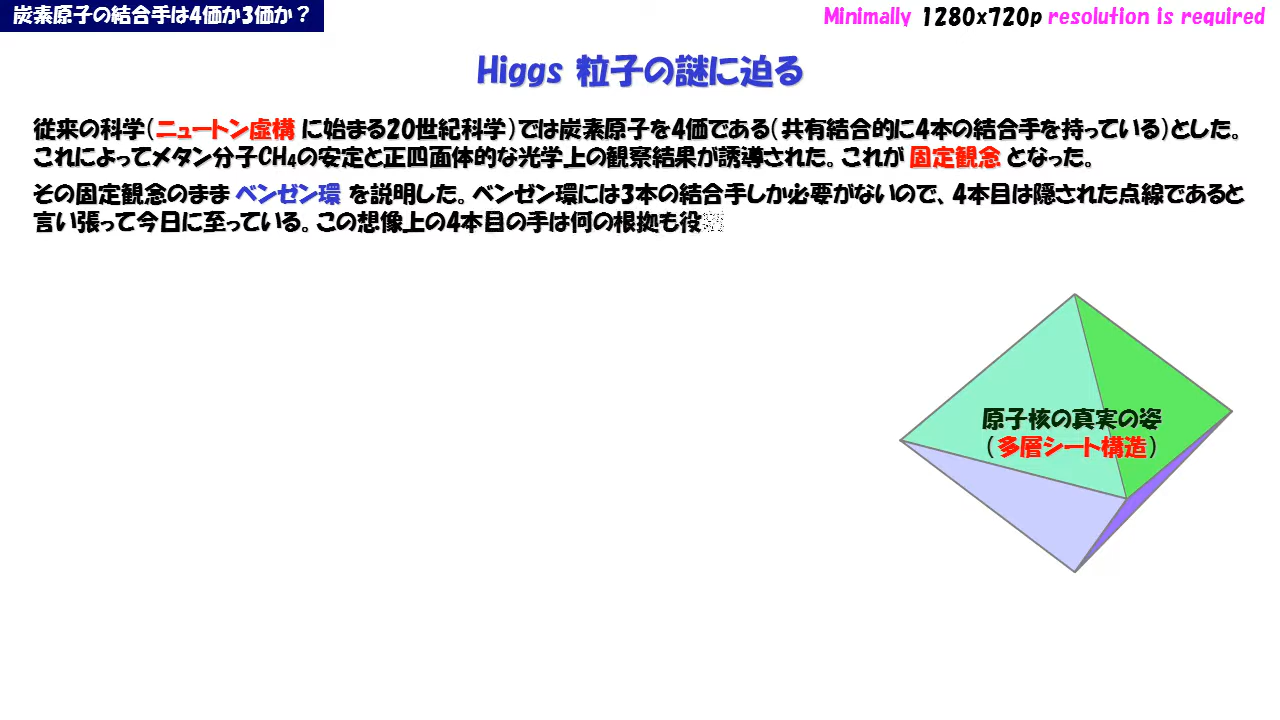 炭素原子の結合手は4価か3価か？
Minimally 1280x720p resolution is required
Higgs 粒子の謎に迫る
従来の科学（ニュートン虚構 に始まる20世紀科学）では炭素原子を4価である（共有結合的に4本の結合手を持っている）とした。
これによってメタン分子CH₄の安定と正四面体的な光学上の観察結果が誘導された。これが 固定観念 となった。
その固定観念のまま ベンゼン環 を説明した。ベンゼン環には3本の結合手しか必要がないので、4本目は隠された点線であると
言い張って今日に至っている。この想像上の4本目の手は何の根拠も役
原子核の真実の姿
（多層シート構造）